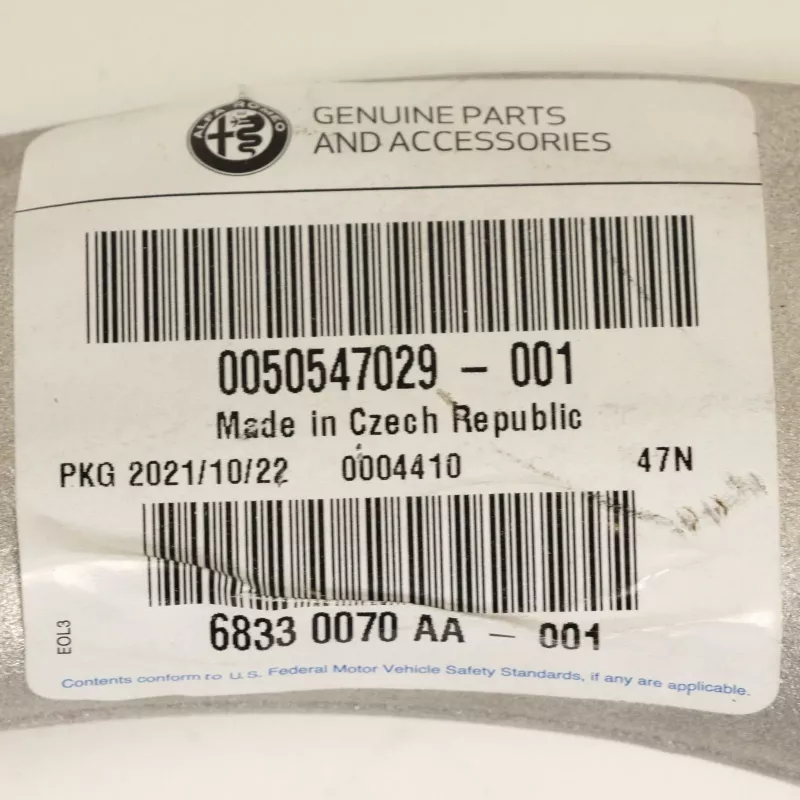 ALFA ROMEO
GENUINE PARTS
AND ACCESSORIES
0050547029 - 001
Made in Czech Republic
PKG 2021/10/22 0004410 47N
6833 0070 AA - 001
EOL3
Contents conform to U.S. Federal Motor Vehicle Safety Standards, if any are applicable.